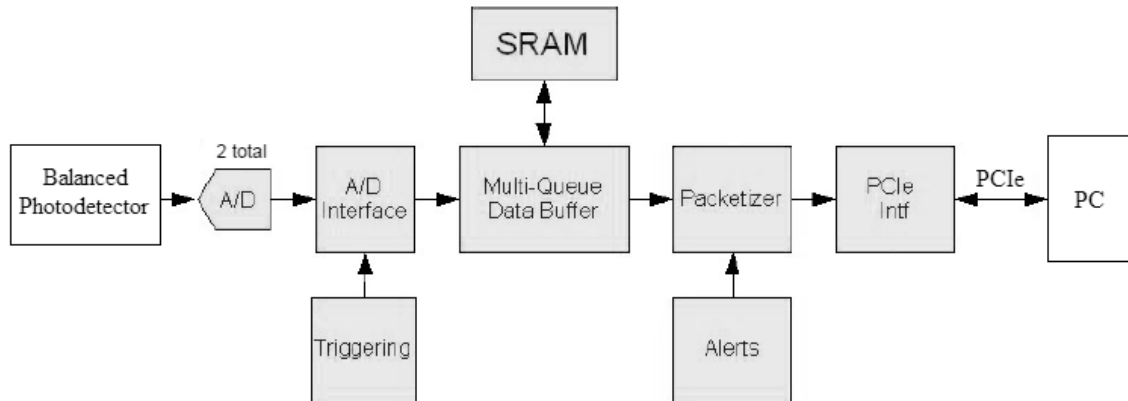 SRAM
2 total
Balanced
Photodetector
A/D
A/D
Interface
Multi-Queue
Data Buffer
Packetizer
PCIe
Intf
PCIe
PC
Triggering
Alerts